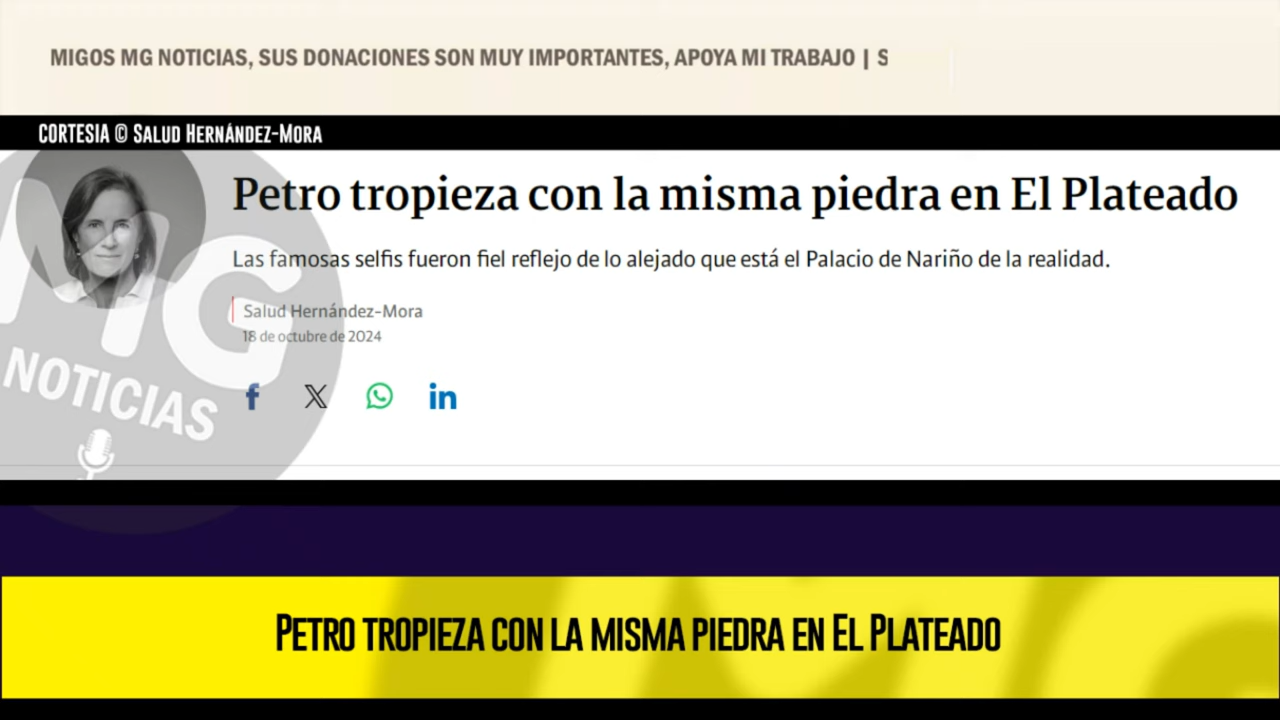 MIGOS MG NOTICIAS, SUS DONACIONES SON MUY IMPORTANTES, APOYA MI TRABAJO | S
CORTESIA © SALUD HERNÁNDEZ-MORA
Petro tropieza con la misma piedra en El Plateado
Las famosas selfis fueron fiel reflejo de lo alejado que está el Palacio de Nariño de la realidad.
Salud Hernández-Mora
18 de octubre de 2024
MG
NOTICIAS
PETRO TROPIEZA CON LA MISMA PIEDRA EN EL PLATEADO